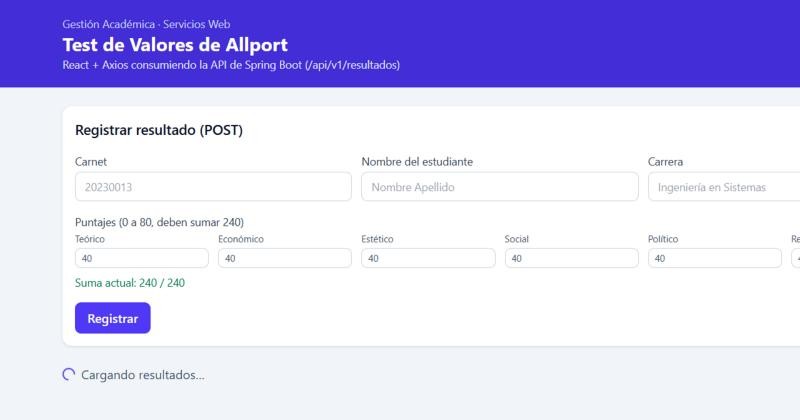 Gestión Académica · Servicios Web
Test de Valores de Allport
React + Axios consumiendo la API de Spring Boot (/api/v1/resultados)
Registrar resultado (POST)
Carnet Nombre del estudiante Carrera
20230013 Nombre Apellido Ingeniería en Sistemas
Puntajes (0 a 80, deben sumar 240)
Teórico Económico Estético Social Político
40 40 40 40 40
Suma actual: 240 / 240
Registrar
Cargando resultados...